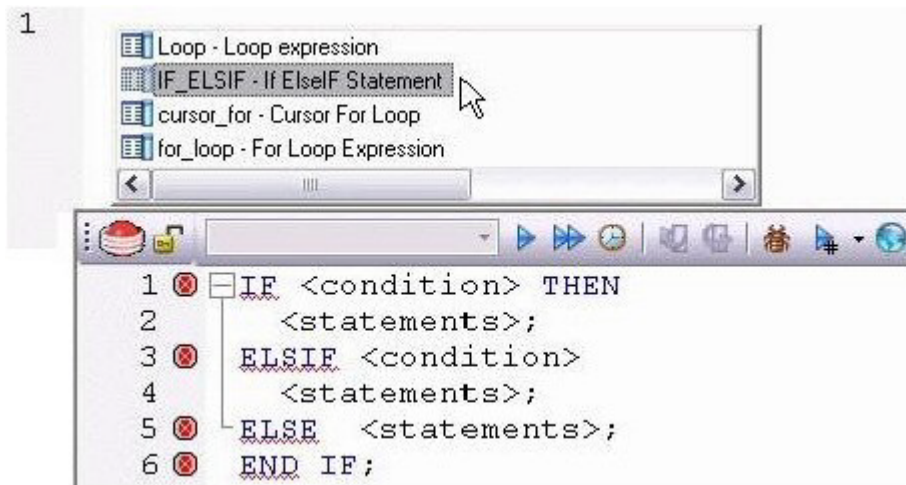 1
Loop - Loop expression
IF_ELSIF - If ElseIF Statement
cursor_for - Cursor For Loop
for_loop - For Loop Expression
1 IF <condition> THEN
2 <statements>;
3 ELSIF <condition>
4 <statements>;
5 ELSE <statements>;
6 END IF;